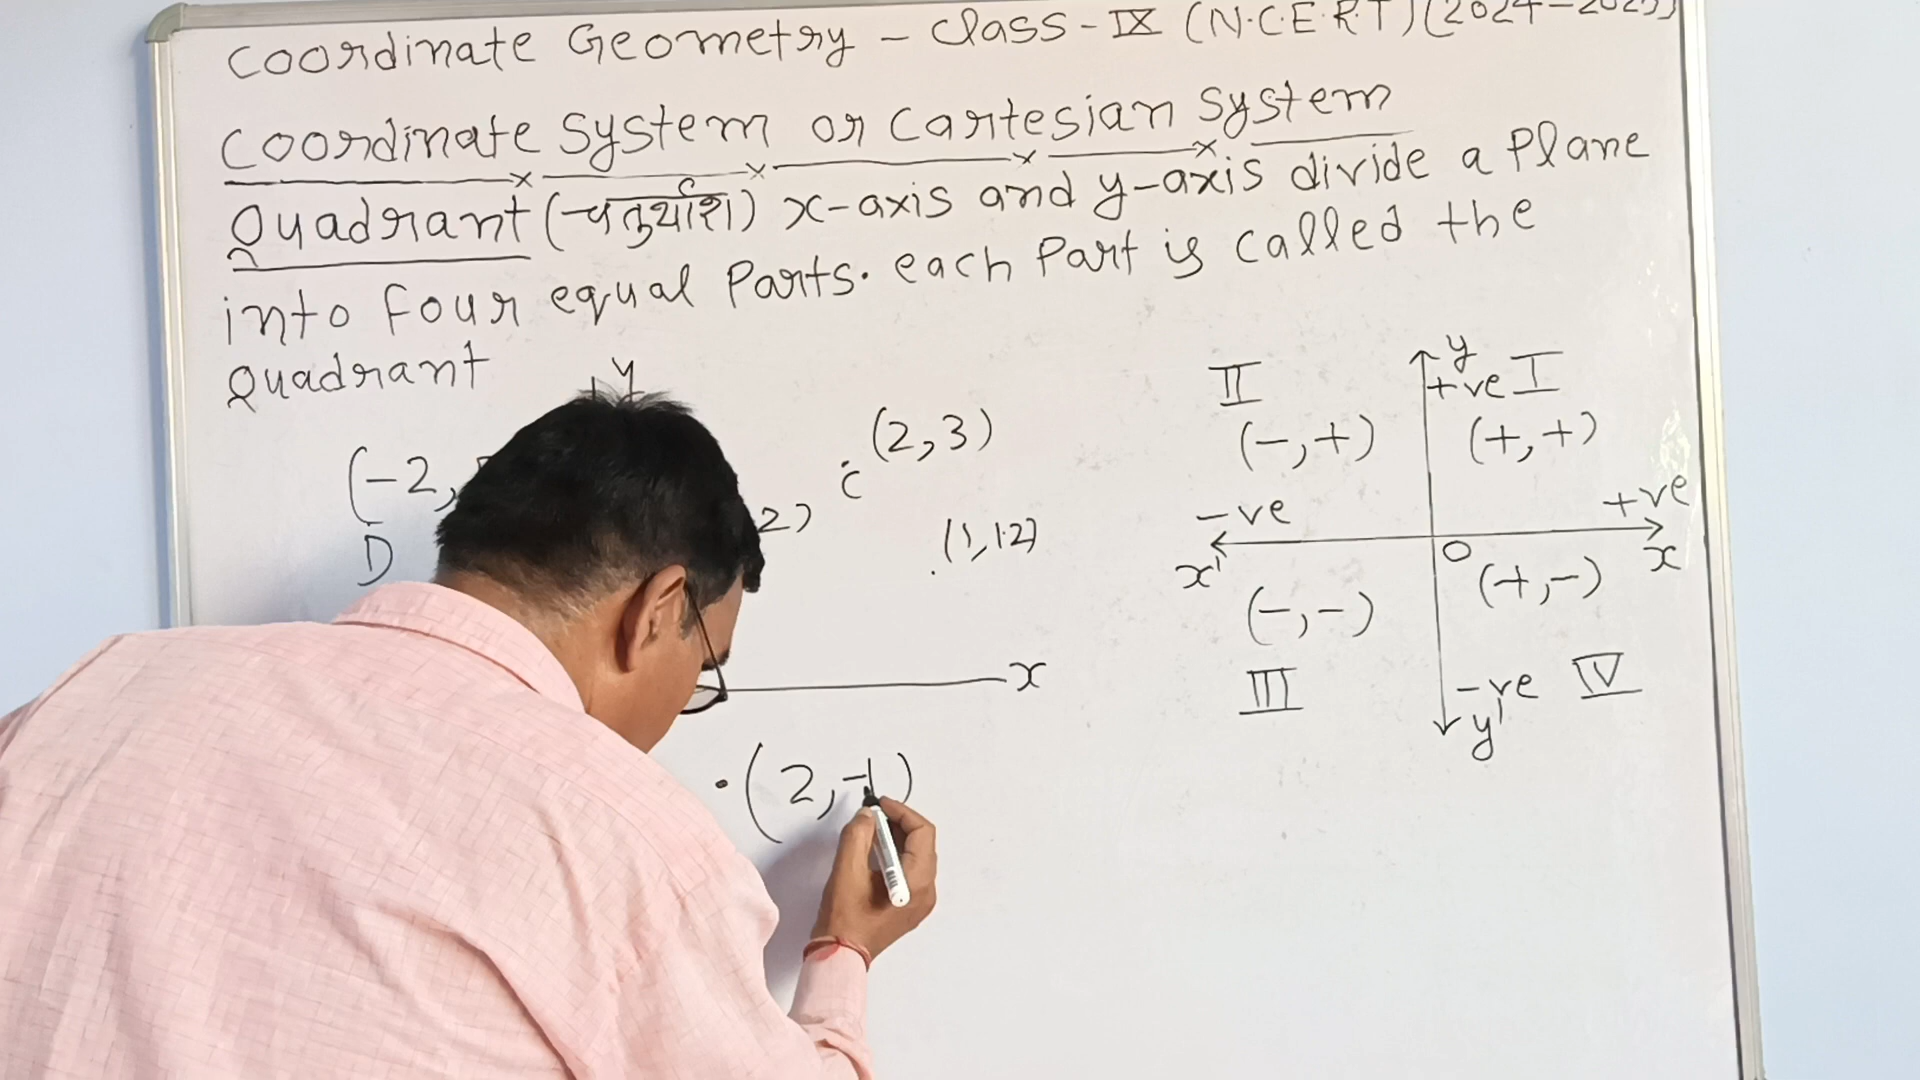 Coordinate Geometry - Class-IX (N.C.E.R.T) (2024-2025)
Coordinate System or Cartesian System
Quadrant (चतुर्थांश) x-axis and y-axis divide a Plane
into four equal Parts. each Part is called the
Quadrant
y
(-2,
D
2)
c
(2,3)
(1,1.2)
x
(2,-1)
y
+ve
II
I
(-,+)
(+,+)
-ve
+ve
x'
O
x
(-,-)
(+,-)
III
-ve
IV
y'